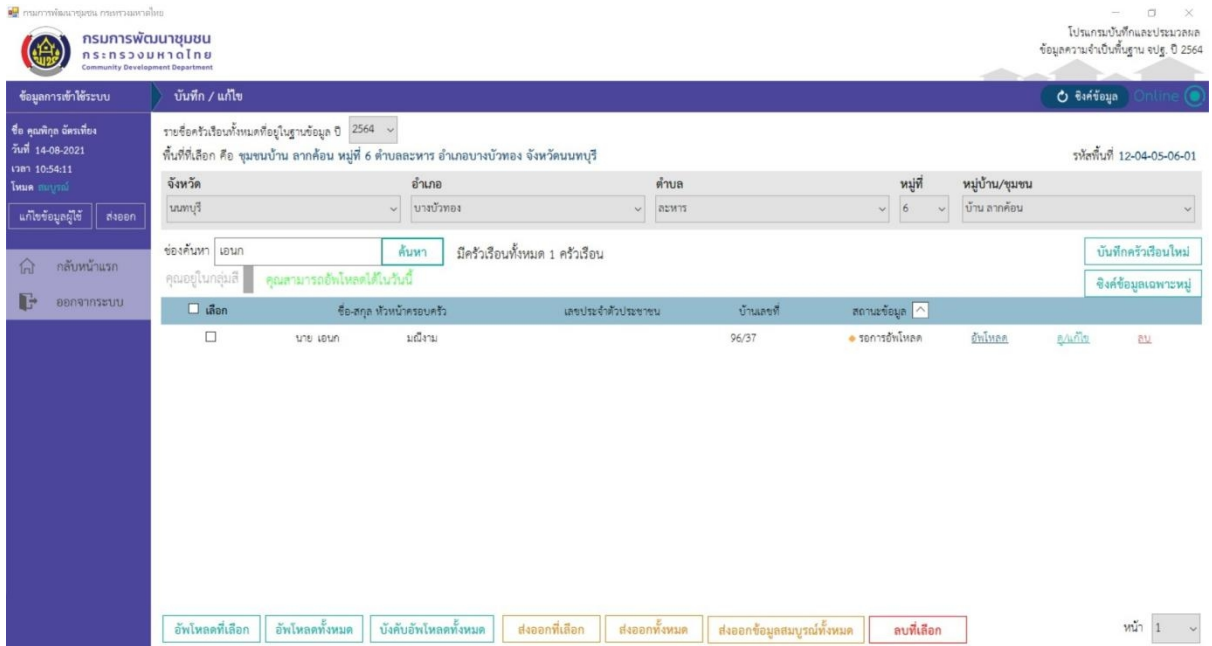 กรมการพัฒนาชุมชน กระทรวงมหาดไทย
กรมการพัฒนาชุมชน
กระทรวงมหาดไทย
Community Development Department
โปรแกรมบันทึกและประมวลผล
ข้อมูลความจำเป็นพื้นฐาน จปฐ. ปี 2564
ข้อมูลการเข้าใช้ระบบ
บันทึก / แก้ไข
ซิงค์ข้อมูล Online
ชื่อ คุณพิกุล ฉัตรเที่ยง
วันที่ 14-08-2021
เวลา 10:54:11
โหมด สมบูรณ์
แก้ไขข้อมูลผู้ใช้ ส่งออก
กลับหน้าแรก
ออกจากระบบ
รายชื่อครัวเรือนทั้งหมดที่อยู่ในฐานข้อมูล ปี 2564
พื้นที่ที่เลือก คือ ชุมชนบ้าน ลากค้อน หมู่ที่ 6 ตำบลละหาร อำเภอบางบัวทอง จังหวัดนนทบุรี รหัสพื้นที่ 12-04-05-06-01
จังหวัด อำเภอ ตำบล หมู่ที่ หมู่บ้าน/ชุมชน
นนทบุรี บางบัวทอง ละหาร 6 บ้าน ลากค้อน
ช่องค้นหา เอนก ค้นหา มีครัวเรือนทั้งหมด 1 ครัวเรือน บันทึกครัวเรือนใหม่
คุณอยู่ในกลุ่มสี คุณสามารถอัพโหลดได้ในวันนี้ ซิงค์ข้อมูลเฉพาะหมู่
เลือก ชื่อ-สกุล หัวหน้าครอบครัว เลขประจำตัวประชาชน บ้านเลขที่ สถานะข้อมูล
นาย เอนก มณีงาม 96/37 รอการอัพโหลด อัพโหลด ดู/แก้ไข ลบ
อัพโหลดที่เลือก อัพโหลดทั้งหมด บังคับอัพโหลดทั้งหมด ส่งออกที่เลือก ส่งออกทั้งหมด ส่งออกข้อมูลสมบูรณ์ทั้งหมด ลบที่เลือก หน้า 1